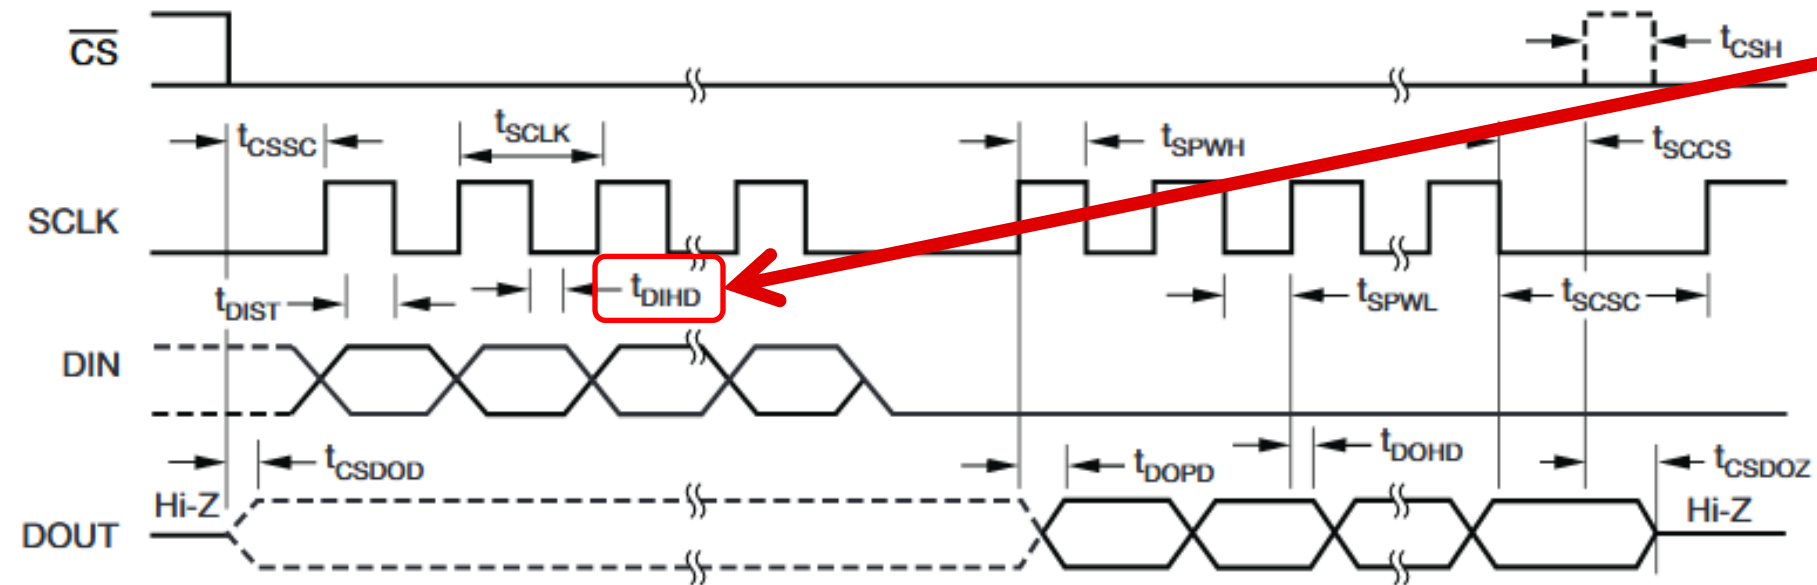 CS
tCSH
tCSSC
tSCLK
tSPWH
tSCCS
SCLK
tDIST
tDIHD
tSPWL
tSCSC
DIN
tCSDOD
tDOPD
tDOHD
tCSDOZ
Hi-Z
Hi-Z
DOUT